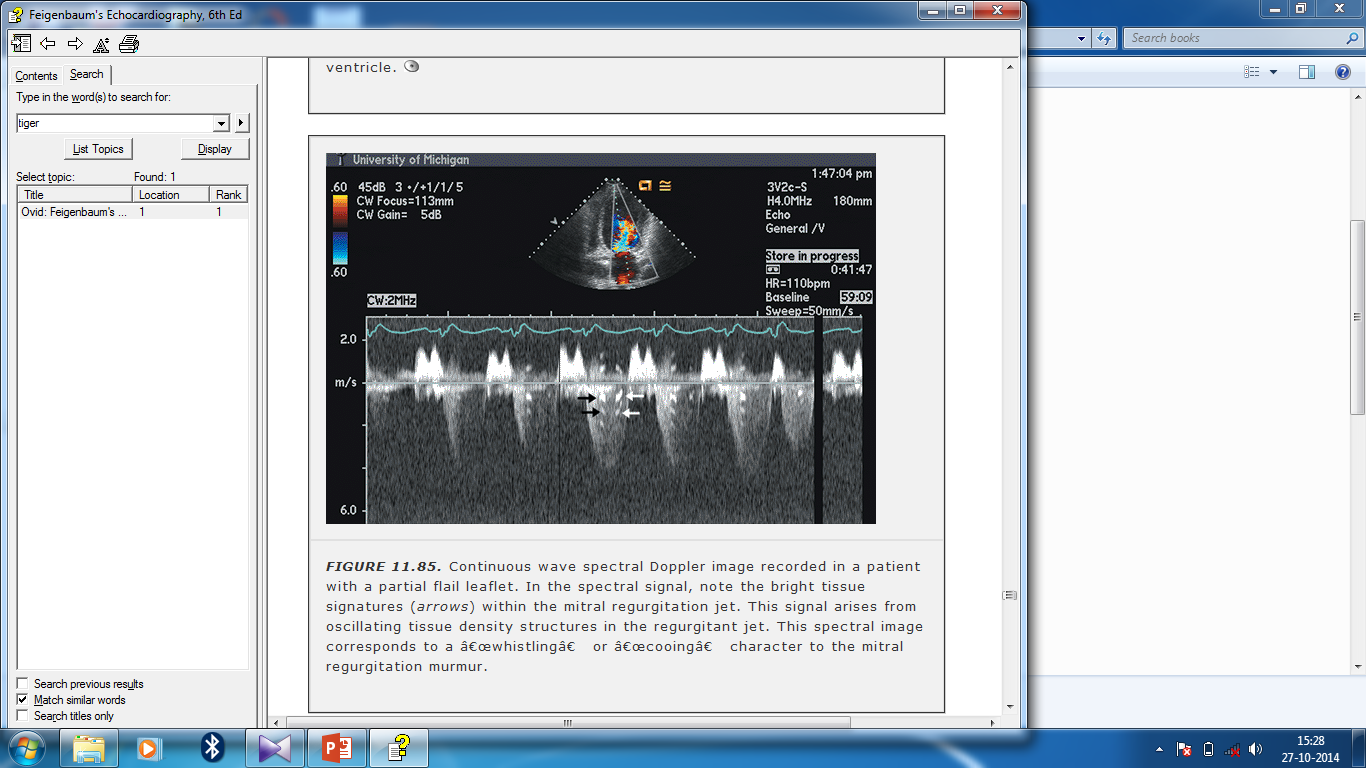 Feigenbaum's Echocardiography, 6th Ed
Search books
Contents Search
Type in the word(s) to search for:
tiger
List Topics Display
Select topic: Found: 1
Title Location Rank
Ovid: Feigenbaum's ... 1 1
Search previous results
Match similar words
Search titles only
ventricle.
University of Michigan
1:47:04 pm
.60 45dB 3 •/+1/1/5 3V2c-S
CW Focus=113mm H4.0MHz 180mm
CW Gain= 5dB Echo
General /V
Store in progress
.60 0:41:47
HR=110bpm
CW:2MHz Baseline 59:09
Sweep=50mm/s
2.0
m/s
6.0
FIGURE 11.85. Continuous wave spectral Doppler image recorded in a patient
with a partial flail leaflet. In the spectral signal, note the bright tissue
signatures (arrows) within the mitral regurgitation jet. This signal arises from
oscillating tissue density structures in the regurgitant jet. This spectral image
corresponds to a â€œwhistlingâ€ or â€œcooingâ€ character to the mitral
regurgitation murmur.
15:28
27-10-2014